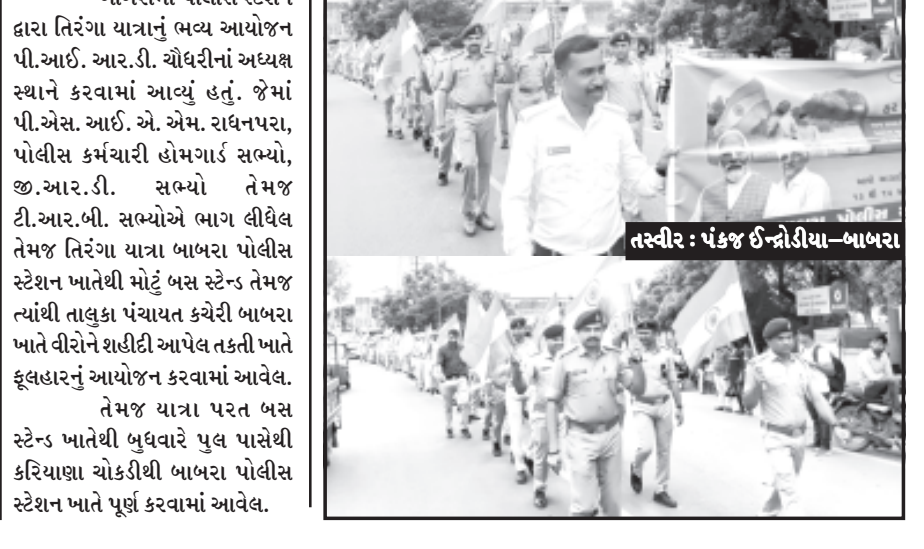 દ્વારા તિરંગા યાત્રાનું ભવ્ય આયોજન
પી.આઈ. આર.ડી. ચૌધરીનાં અધ્યક્ષ
સ્થાને કરવામાં આવ્યું હતું. જેમાં
પી.એસ. આઈ. એ. એમ. રાધનપરા,
પોલીસ કર્મચારી હોમગાર્ડ સભ્યો,
જી.આર.ડી. સભ્યો તેમજ
ટી.આર.બી. સભ્યોએ ભાગ લીધેલ
તેમજ તિરંગા યાત્રા બાબરા પોલીસ
સ્ટેશન ખાતેથી મોટું બસ સ્ટેન્ડ તેમજ
ત્યાંથી તાલુકા પંચાયત કચેરી બાબરા
ખાતે વીરોને શહીદી આપેલ તકતી ખાતે
ફૂલહારનું આયોજન કરવામાં આવેલ.
તેમજ યાત્રા પરત બસ
સ્ટેન્ડ ખાતેથી બુધવારે પુલ પાસેથી
કરિયાણા ચોકડીથી બાબરા પોલીસ
સ્ટેશન ખાતે પૂર્ણ કરવામાં આવેલ.
તસ્વીર : પંકજ ઈન્દ્રોડીયા–બાબરા